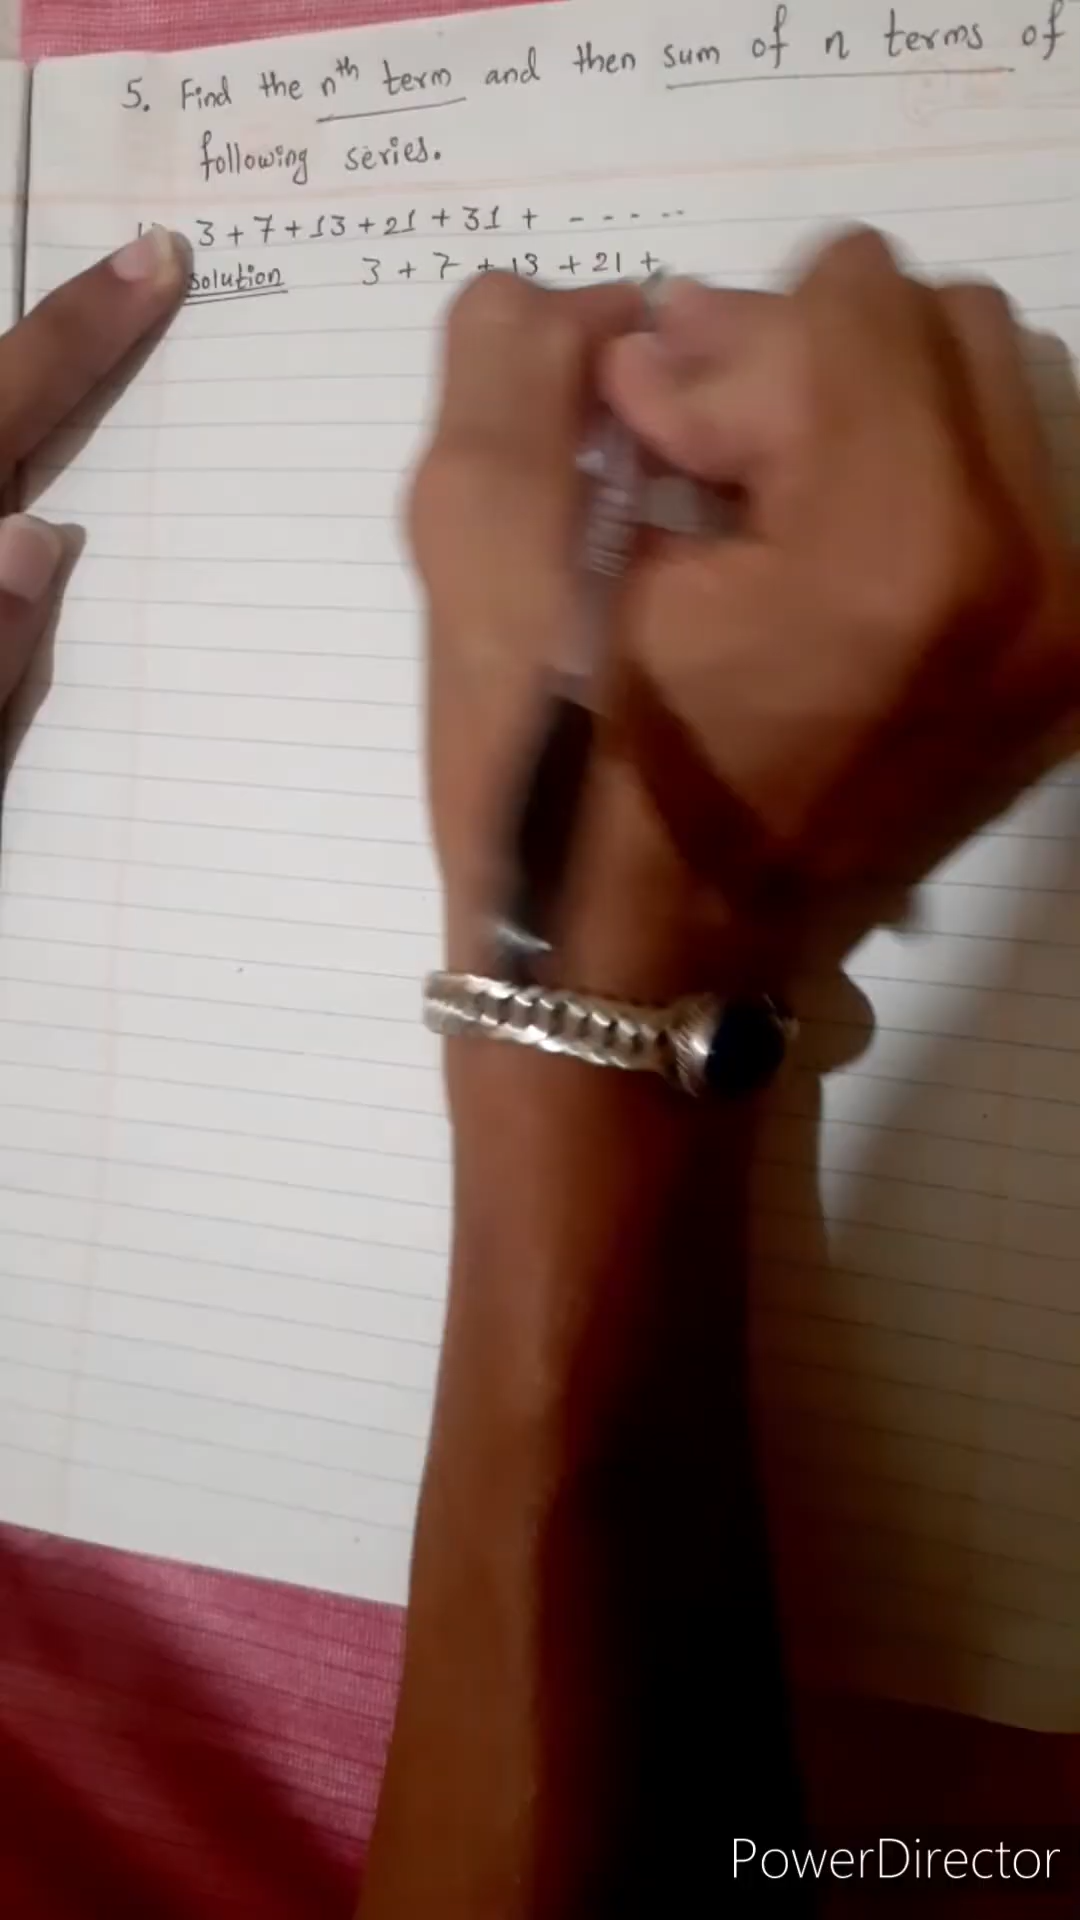 5. Find the nth term and then sum of n terms of
following series.
3 + 7 + 13 + 21 + 31 + - - - - -
Solution 3 + 7 + 13 + 21 +
PowerDirector